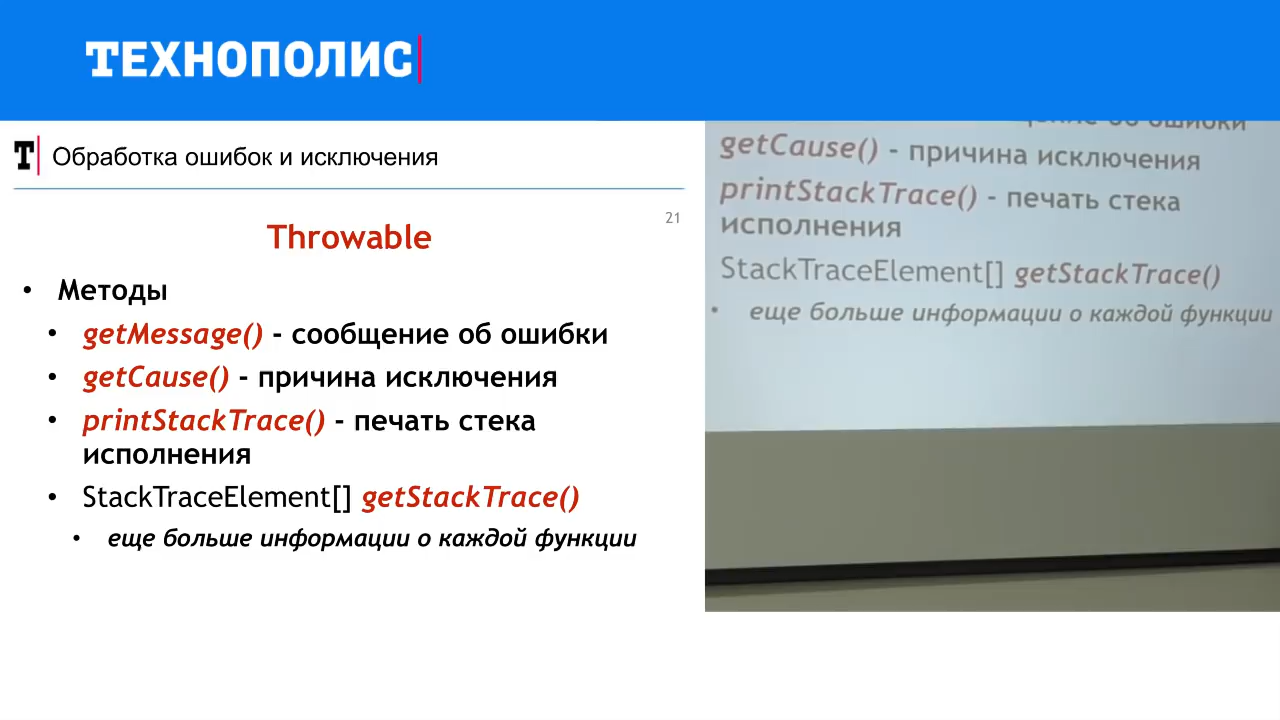 ТЕХНОПОЛИС
Т Обработка ошибок и исключения
21
Throwable
• Методы
• getMessage() - сообщение об ошибки
• getCause() - причина исключения
• printStackTrace() - печать стека
исполнения
• StackTraceElement[] getStackTrace()
• еще больше информации о каждой функции
об ошибки
getCause() - причина исключения
printStackTrace() - печать стека
исполнения
StackTraceElement[] getStackTrace()
• еще больше информации о каждой функции